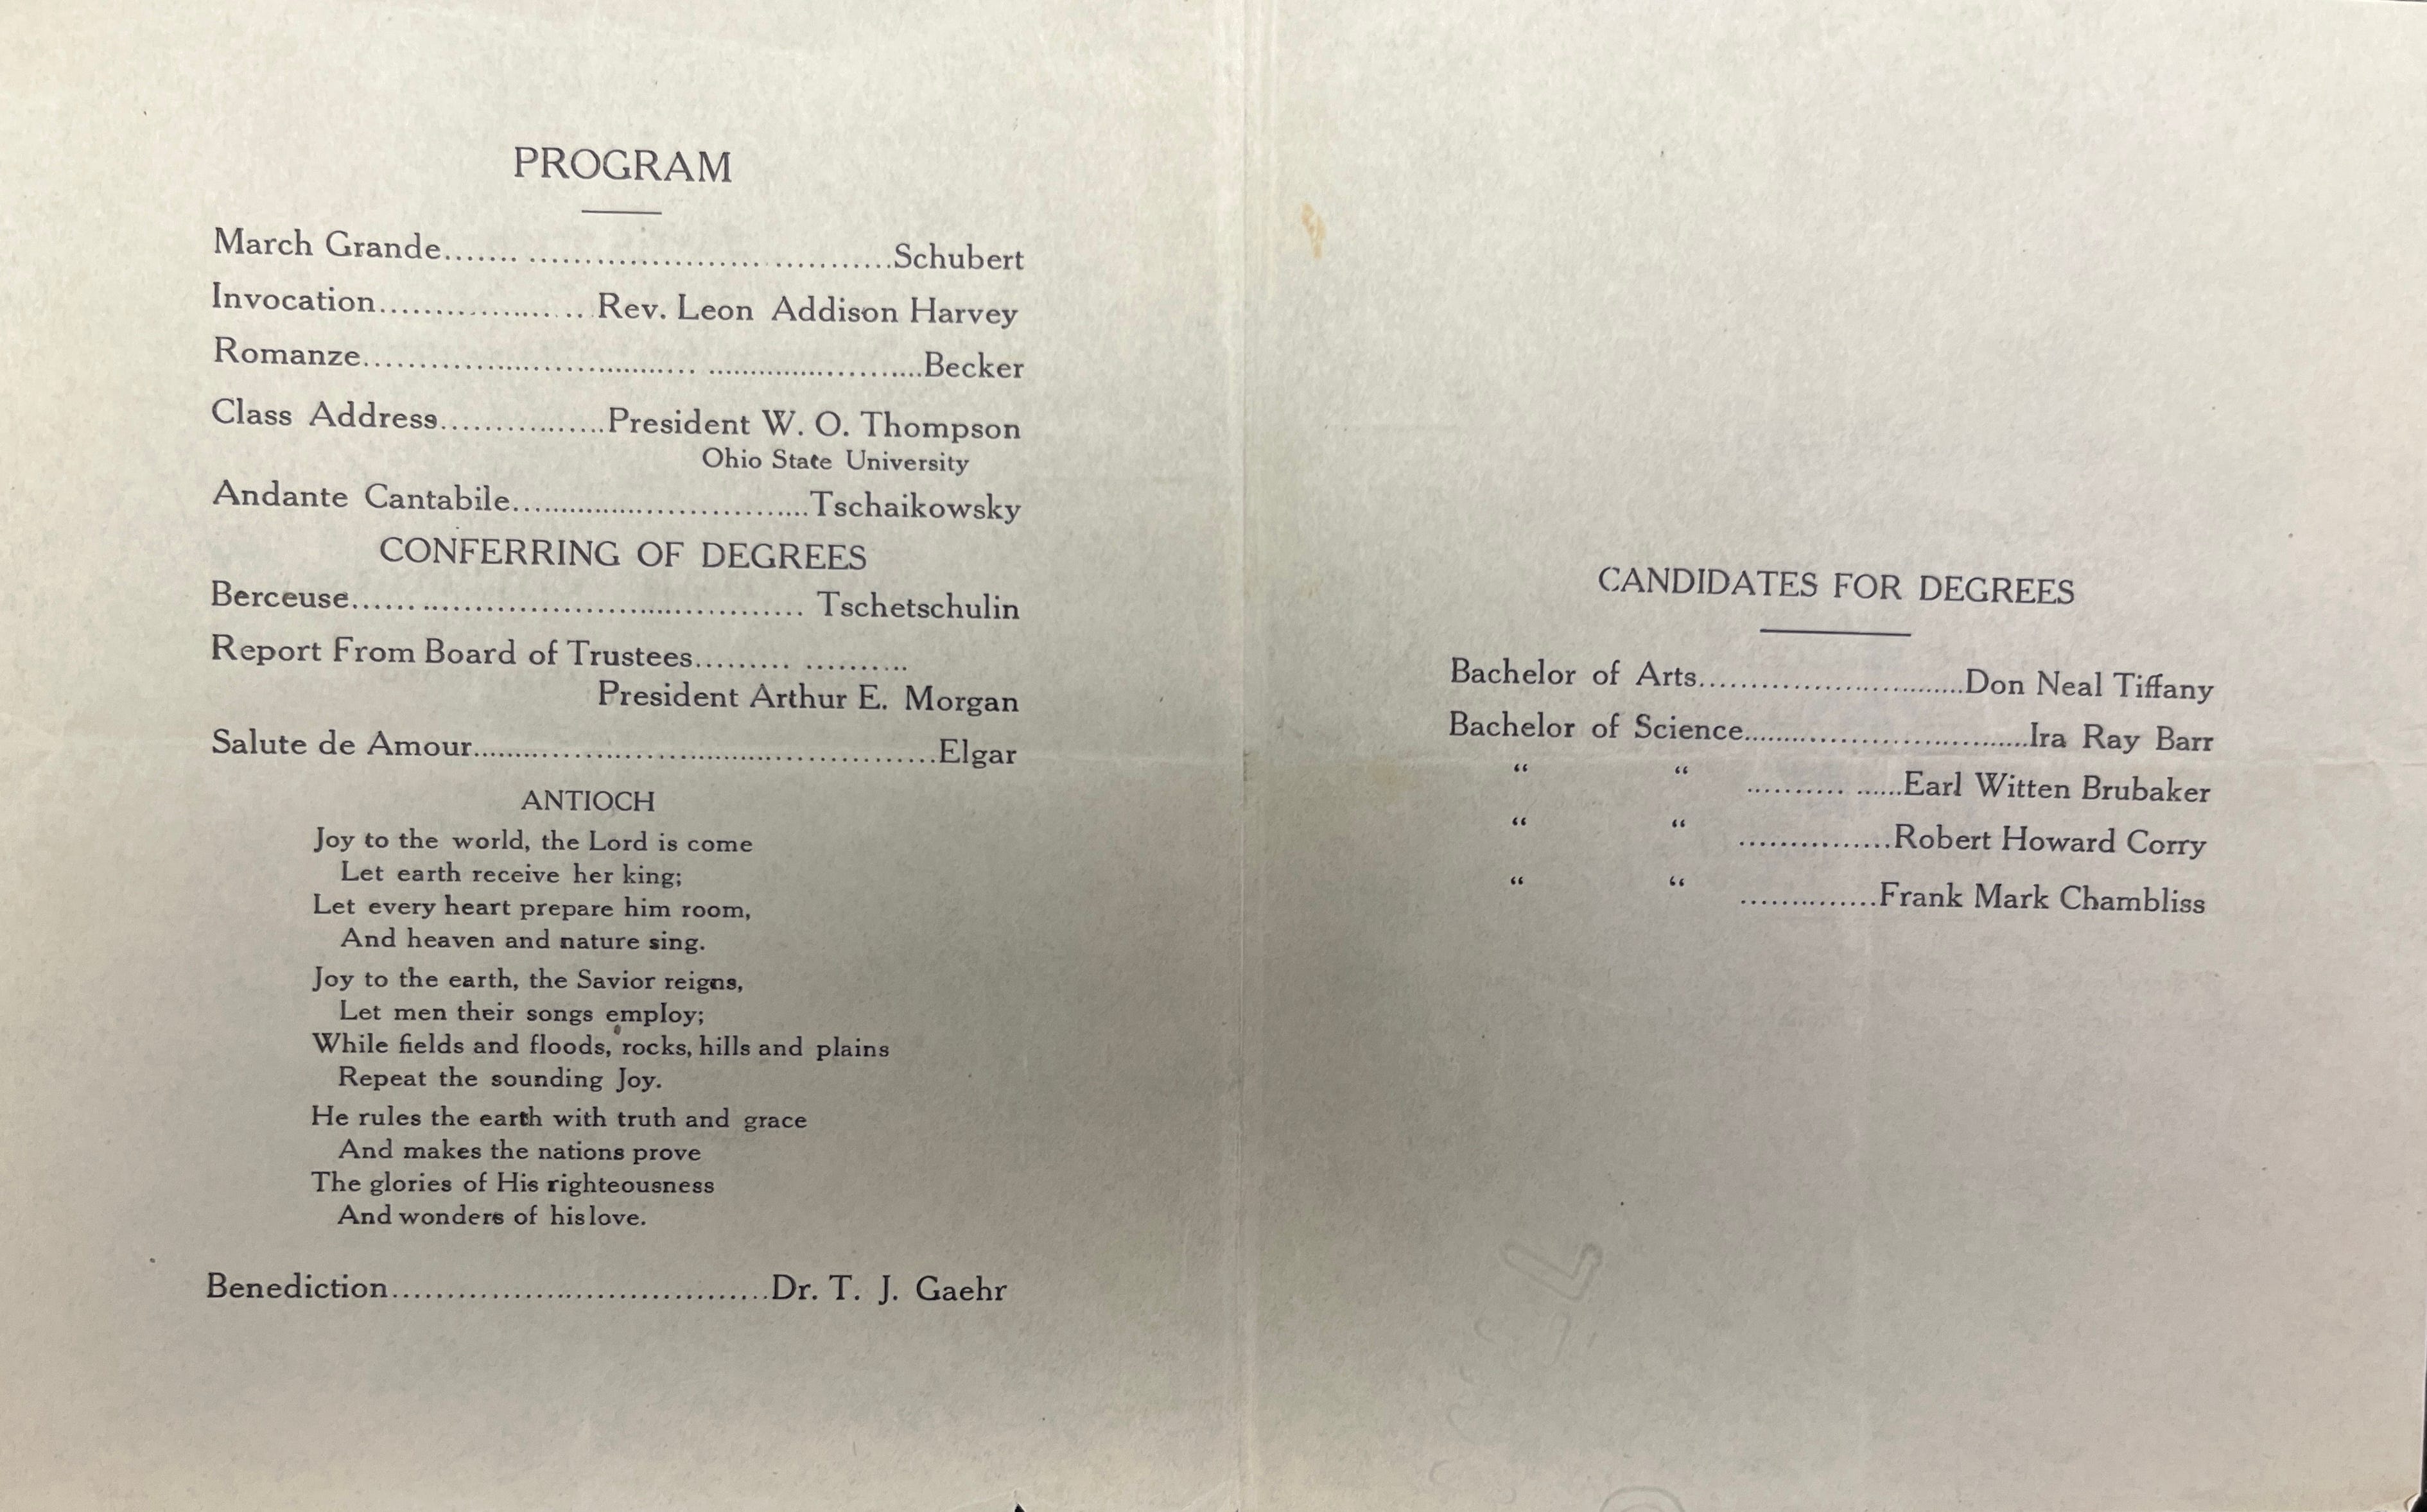 PROGRAM
March Grande....... ................................Schubert
Invocation......................Rev. Leon Addison Harvey
Romanze.............................. ......................Becker
Class Address...............President W. O. Thompson
Ohio State University
Andante Cantabile..............................Tschaikowsky
CONFERRING OF DEGREES
Berceuse...... ................................... Tschetschulin
Report From Board of Trustees......... ..........
President Arthur E. Morgan
Salute de Amour...........................................Elgar
ANTIOCH
Joy to the world, the Lord is come
Let earth receive her king;
Let every heart prepare him room,
And heaven and nature sing.
Joy to the earth, the Savior reigns,
Let men their songs employ;
While fields and floods, rocks, hills and plains
Repeat the sounding Joy.
He rules the earth with truth and grace
And makes the nations prove
The glories of His righteousness
And wonders of his love.
Benediction...................................Dr. T. J. Gaehr
CANDIDATES FOR DEGREES
Bachelor of Arts............................Don Neal Tiffany
Bachelor of Science..............................Ira Ray Barr
“ “ .......... ......Earl Witten Brubaker
“ “ ................Robert Howard Corry
“ “ ..............Frank Mark Chambliss